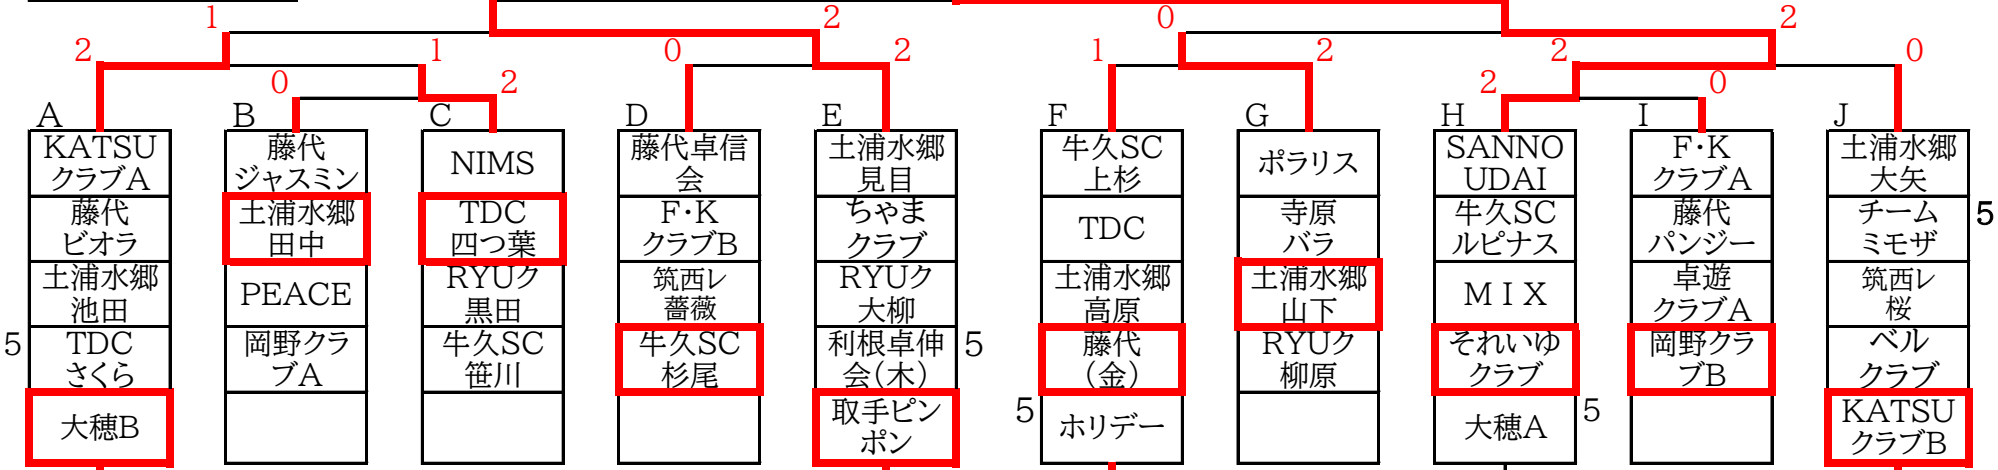 1
2
0
2
2
1
0
2
1
2
2
0
0
2
2
0
A
B
C
D
E
F
G
H
I
J
KATSU
クラブA
藤代
ジャスミン
NIMS
藤代卓信
会
土浦水郷
見目
牛久SC
上杉
ポラリス
SANNO
UDAI
F・K
クラブA
土浦水郷
大矢
藤代
ビオラ
土浦水郷
田中
TDC
四つ葉
F・K
クラブB
ちゃま
クラブ
TDC
寺原
バラ
牛久SC
ルピナス
藤代
パンジー
チーム
ミモザ
5
土浦水郷
池田
PEACE
RYUク
黒田
筑西レ
薔薇
RYUク
大柳
土浦水郷
高原
土浦水郷
山下
MIX
卓遊
クラブA
筑西レ
桜
5
TDC
さくら
岡野クラ
ブA
牛久SC
笹川
牛久SC
杉尾
利根卓伸
会(木)
5
藤代
(金)
RYUク
柳原
それいゆ
クラブ
岡野クラ
ブB
ベル
クラブ
大穂B
取手ピン
ポン
5
ホリデー
大穂A
5
KATSU
クラブB